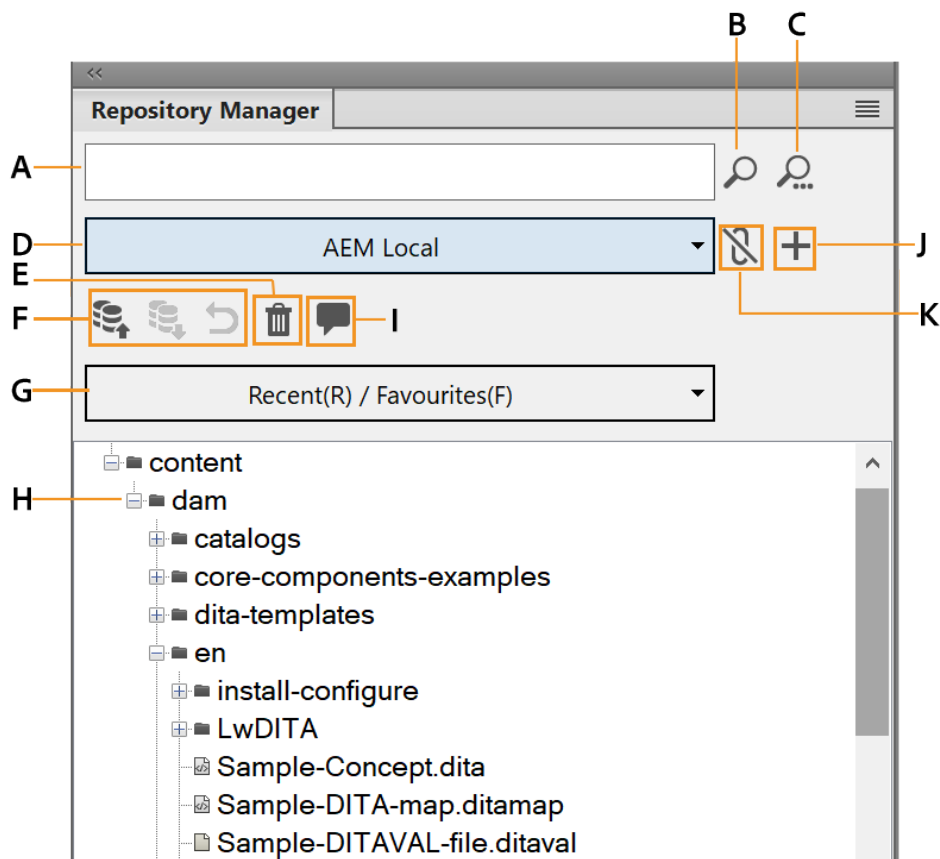 B C
<<
Repository Manager
A
D AEM Local J
E
F I K
G Recent(R) / Favourites(F)
content
H dam
catalogs
core-components-examples
dita-templates
en
install-configure
LwDITA
Sample-Concept.dita
Sample-DITA-map.ditamap
Sample-DITAVAL-file.ditaval